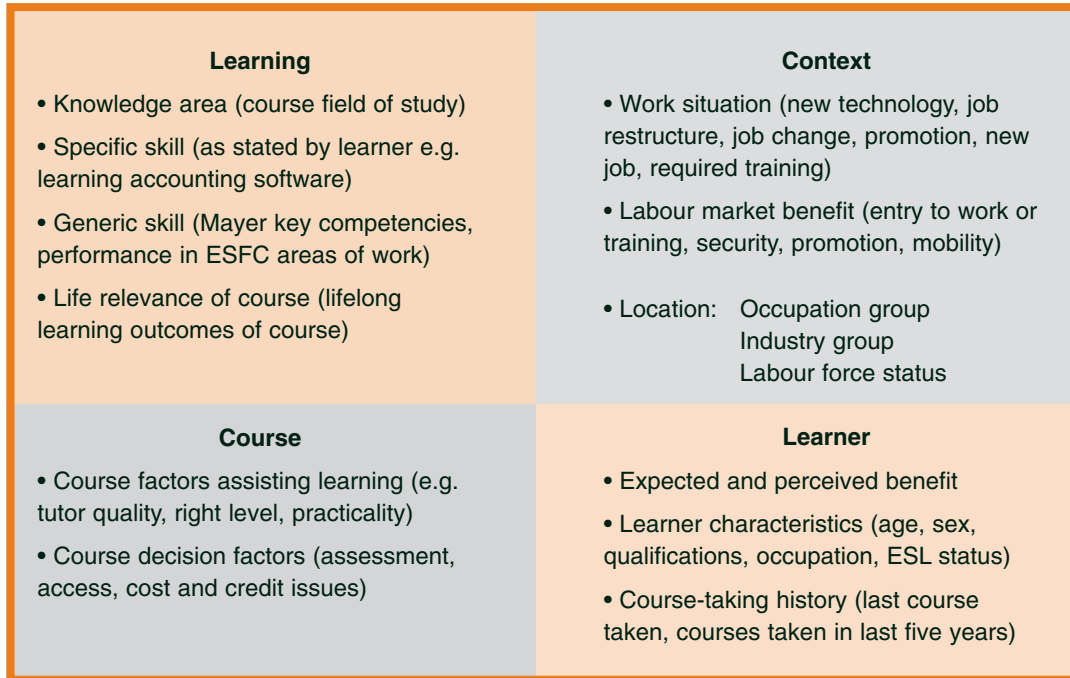 Learning
• Knowledge area (course field of study)
• Specific skill (as stated by learner e.g.
learning accounting software)
• Generic skill (Mayer key competencies,
performance in ESFC areas of work)
• Life relevance of course (lifelong
learning outcomes of course)
Context
• Work situation (new technology, job
restructure, job change, promotion, new
job, required training)
• Labour market benefit (entry to work or
training, security, promotion, mobility)
• Location: Occupation group
Industry group
Labour force status
Course
• Course factors assisting learning (e.g.
tutor quality, right level, practicality)
• Course decision factors (assessment,
access, cost and credit issues)
Learner
• Expected and perceived benefit
• Learner characteristics (age, sex,
qualifications, occupation, ESL status)
• Course-taking history (last course
taken, courses taken in last five years)